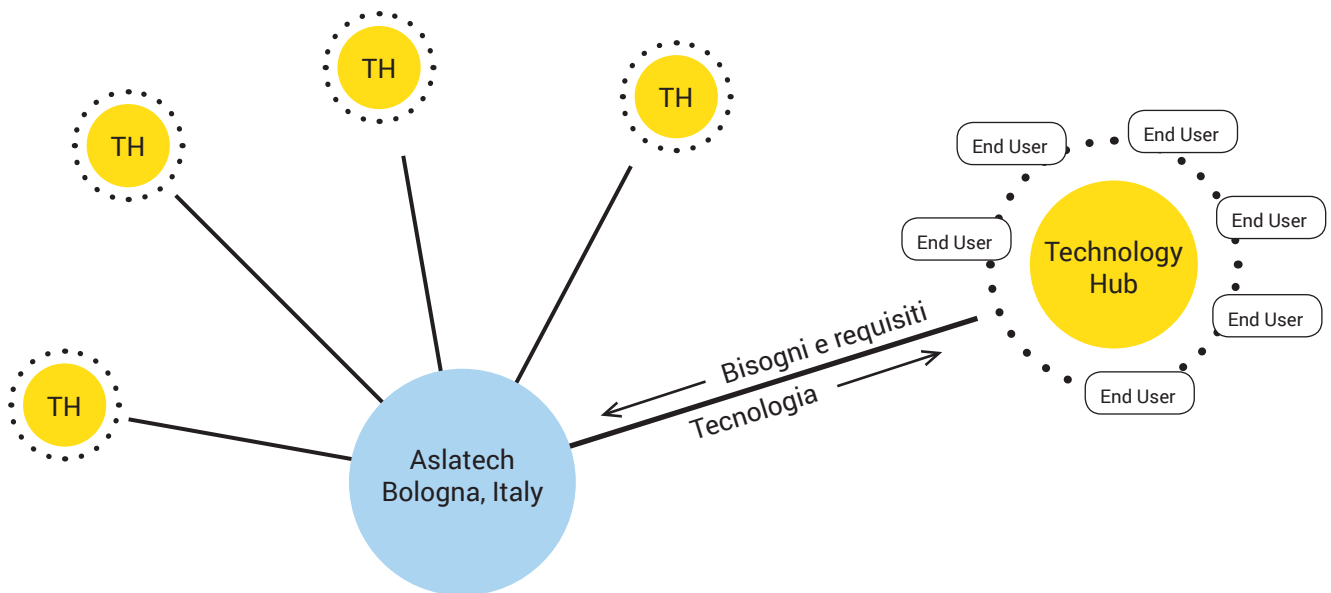 TH
TH
TH
TH
End User
End User
End User
End User
End User
End User
Technology
Hub
Bisogni e requisiti
Tecnologia
Aslatech
Bologna, Italy